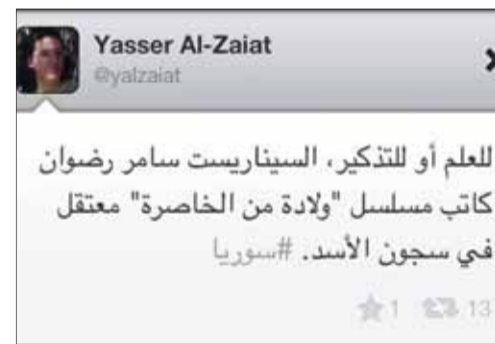 Yasser Al-Zaiat
@yalzaiat
للعلم أو للتذكير، السيناريست سامر رضوان
كاتب مسلسل "ولادة من الخاصرة" معتقل
في سجون الأسد. #سوريا
1 13